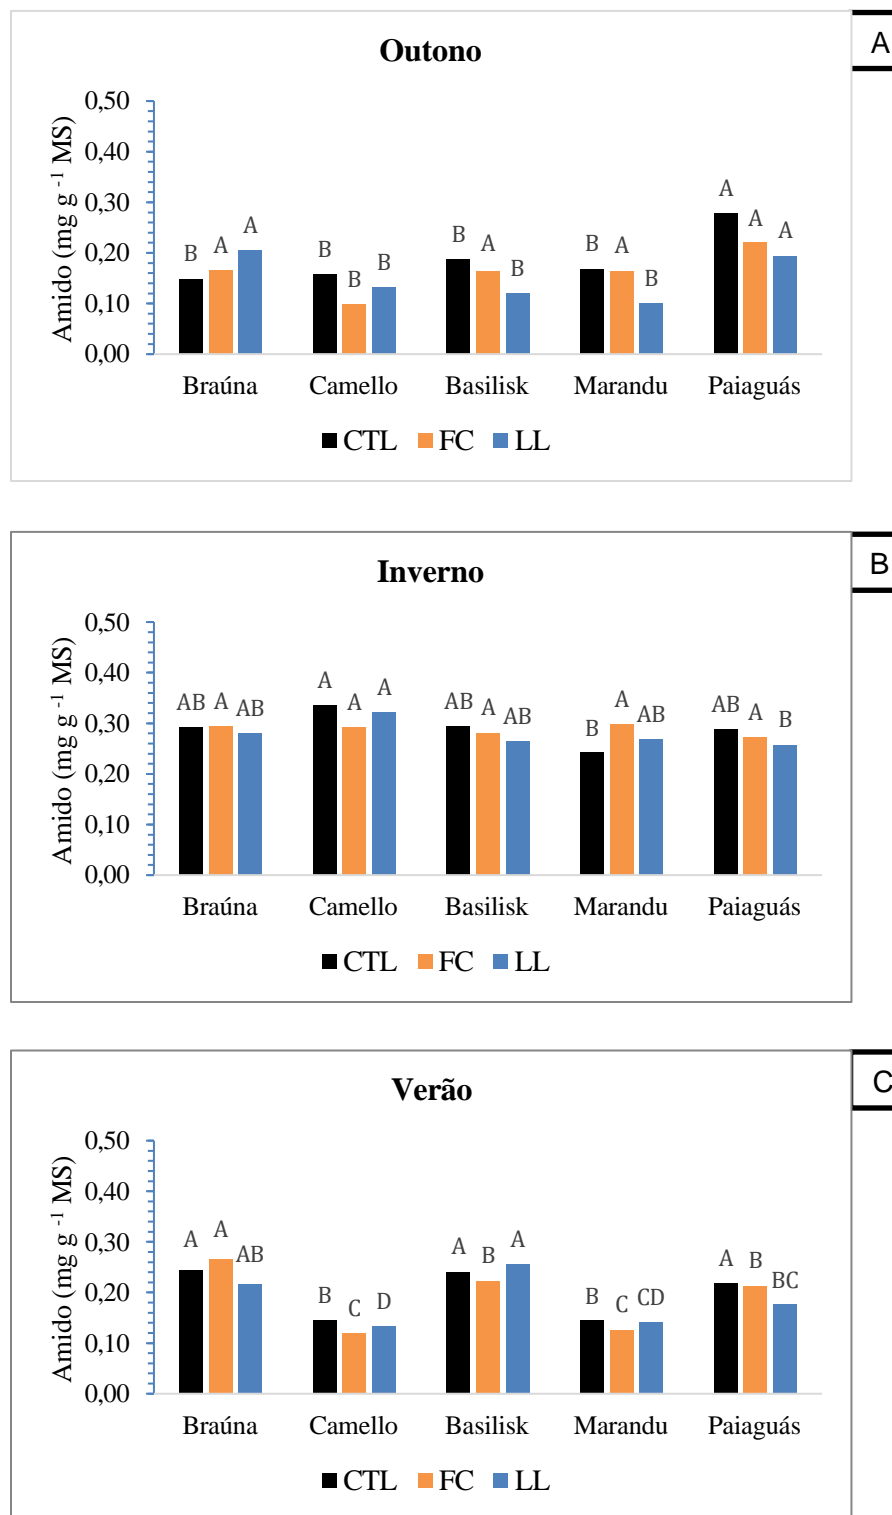 Outono
A
Amido (mg g -1 MS)
0,50
0,40
0,30
0,20
0,10
0,00
B A A
B B B
B A B
B A B
A A A
Braúna Camello Basilisk Marandu Paiaguás
CTL FC LL
Inverno
B
Amido (mg g -1 MS)
0,50
0,40
0,30
0,20
0,10
0,00
AB A AB
A A A
AB A AB
B A AB
AB A B
Braúna Camello Basilisk Marandu Paiaguás
CTL FC LL
Verão
C
Amido (mg g -1 MS)
0,50
0,40
0,30
0,20
0,10
0,00
A A AB
B C D
A B A
B C CD
A B BC
Braúna Camello Basilisk Marandu Paiaguás
CTL FC LL